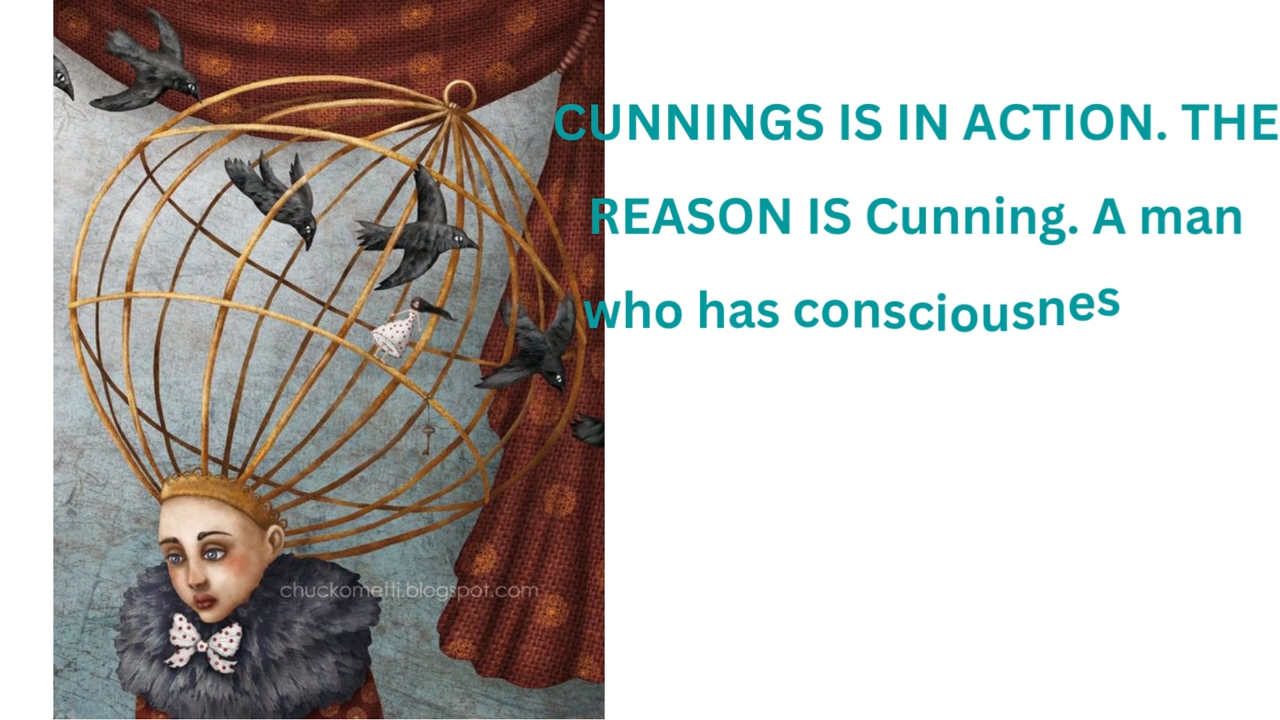 CUNNINGS IS IN ACTION. THE
REASON IS Cunning. A man
who has consciousnes
chuckometti.blogspot.com